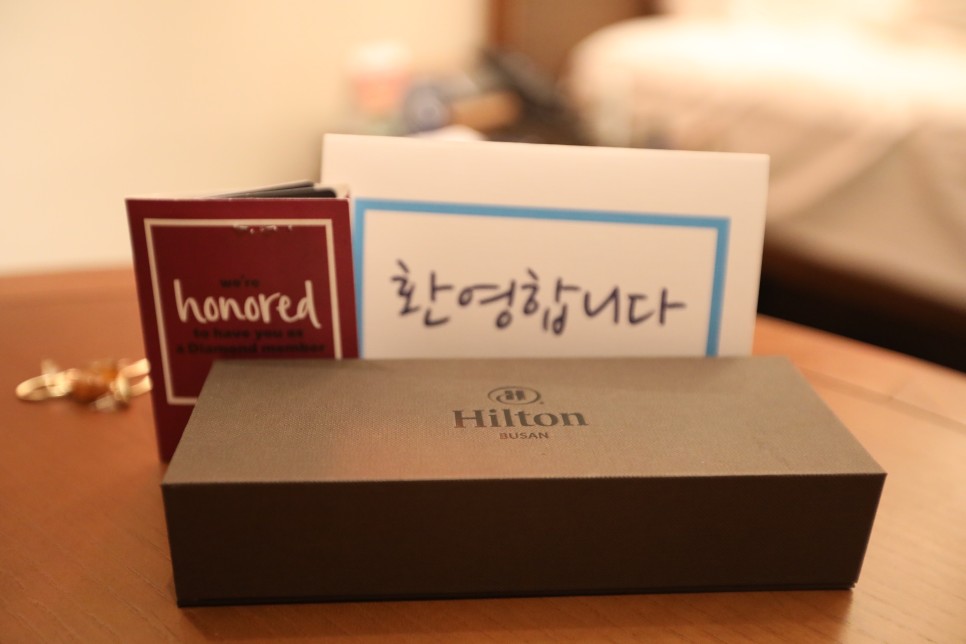 we're
honored
to have you as
a Diamond member
환영합니다
Hilton
BUSAN